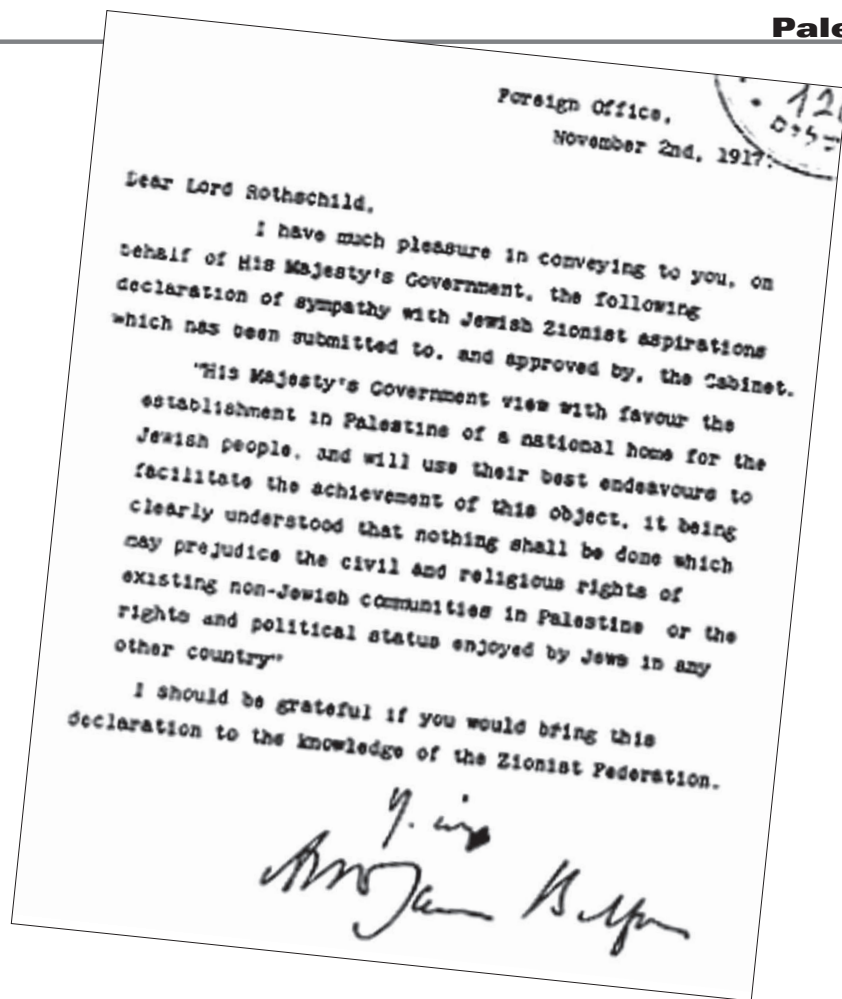 Pale
Foreign Office,
November 2nd, 1917.
Dear Lord Rothschild,
I have much pleasure in conveying to you, on
behalf of His Majesty's Government, the following
declaration of sympathy with Jewish Zionist aspirations
which has been submitted to, and approved by, the Cabinet.
"His Majesty's Government view with favour the
establishment in Palestine of a national home for the
Jewish people, and will use their best endeavours to
facilitate the achievement of this object, it being
clearly understood that nothing shall be done which
may prejudice the civil and religious rights of
existing non-Jewish communities in Palestine or the
rights and political status enjoyed by Jews in any
other country"
I should be grateful if you would bring this
declaration to the knowledge of the Zionist Federation.